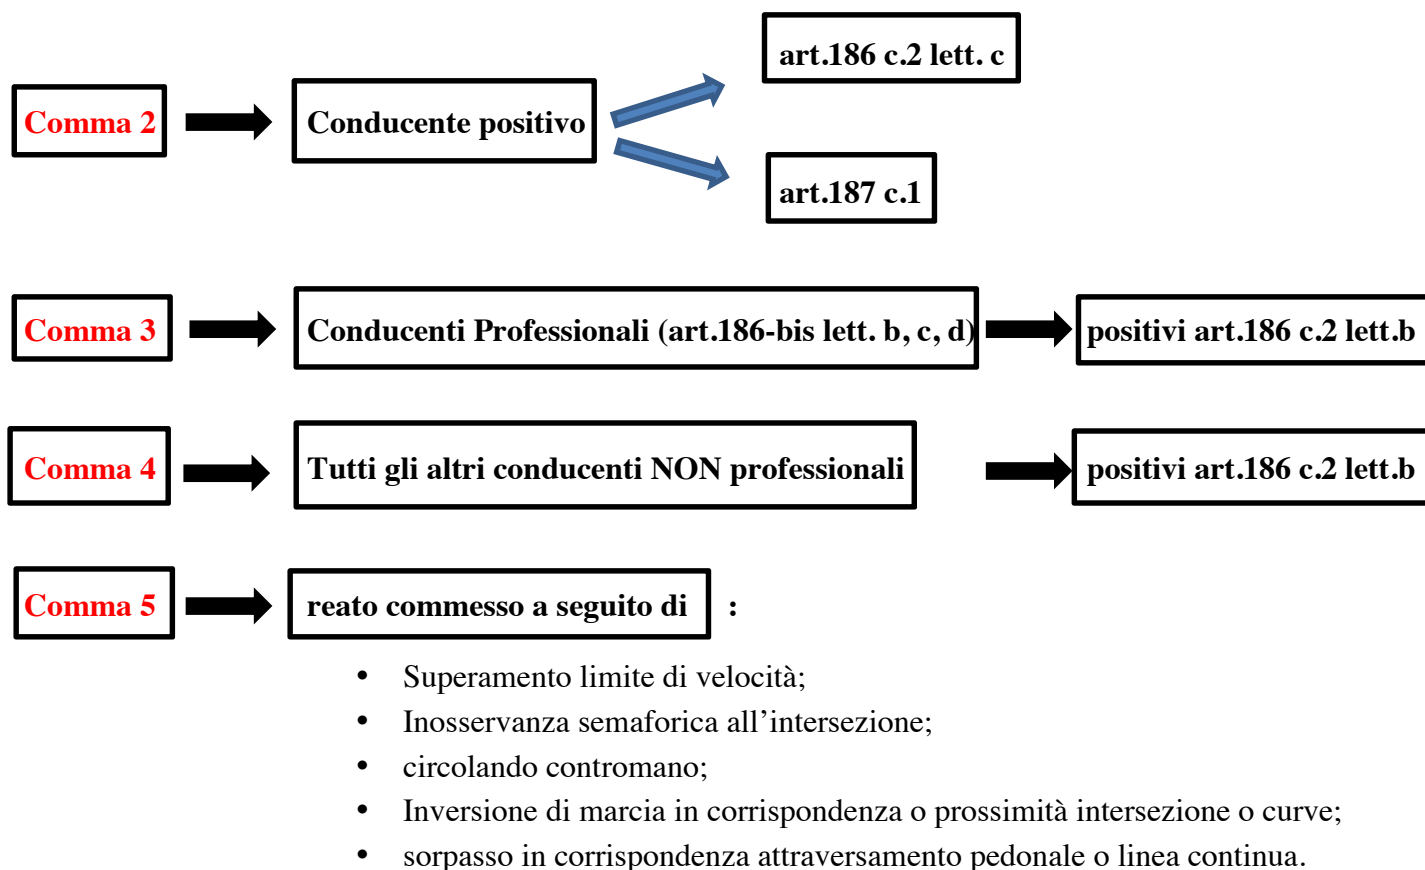 art.186 c.2 lett. c
Comma 2
Conducente positivo
art.187 c.1
Comma 3
Conducenti Professionali (art.186-bis lett. b, c, d)
positivi art.186 c.2 lett.b
Comma 4
Tutti gli altri conducenti NON professionali
positivi art.186 c.2 lett.b
Comma 5
reato commesso a seguito di :
• Superamento limite di velocità;
• Inosservanza semaforica all’intersezione;
• circolando contromano;
• Inversione di marcia in corrispondenza o prossimità intersezione o curve;
• sorpasso in corrispondenza attraversamento pedonale o linea continua.